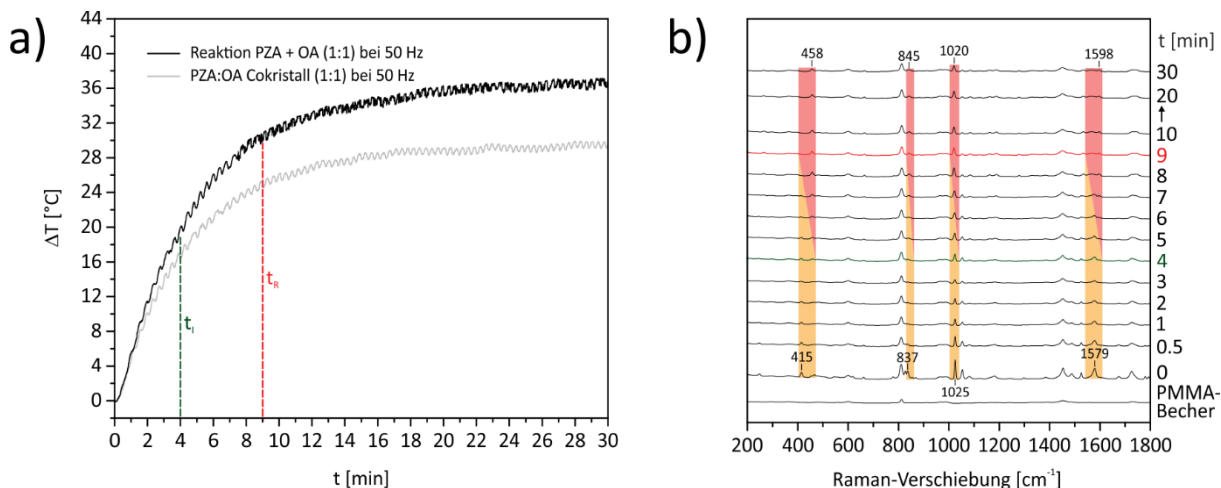 a)
44
40
36
32
28
24
20
16
12
8
4
0
ΔT [°C]
Reaktion PZA + OA (1:1) bei 50 Hz
PZA:OA Cokristall (1:1) bei 50 Hz
tI
tR
0 2 4 6 8 10 12 14 16 18 20 22 24 26 28 30
t [min]
b)
t [min]
458 845 1020 1598
30
20
10
9
8
7
6
5
4
3
2
1
0.5
0
415 837 1025 1579
PMMA-
Becher
200 400 600 800 1000 1200 1400 1600 1800
Raman-Verschiebung [cm-1]